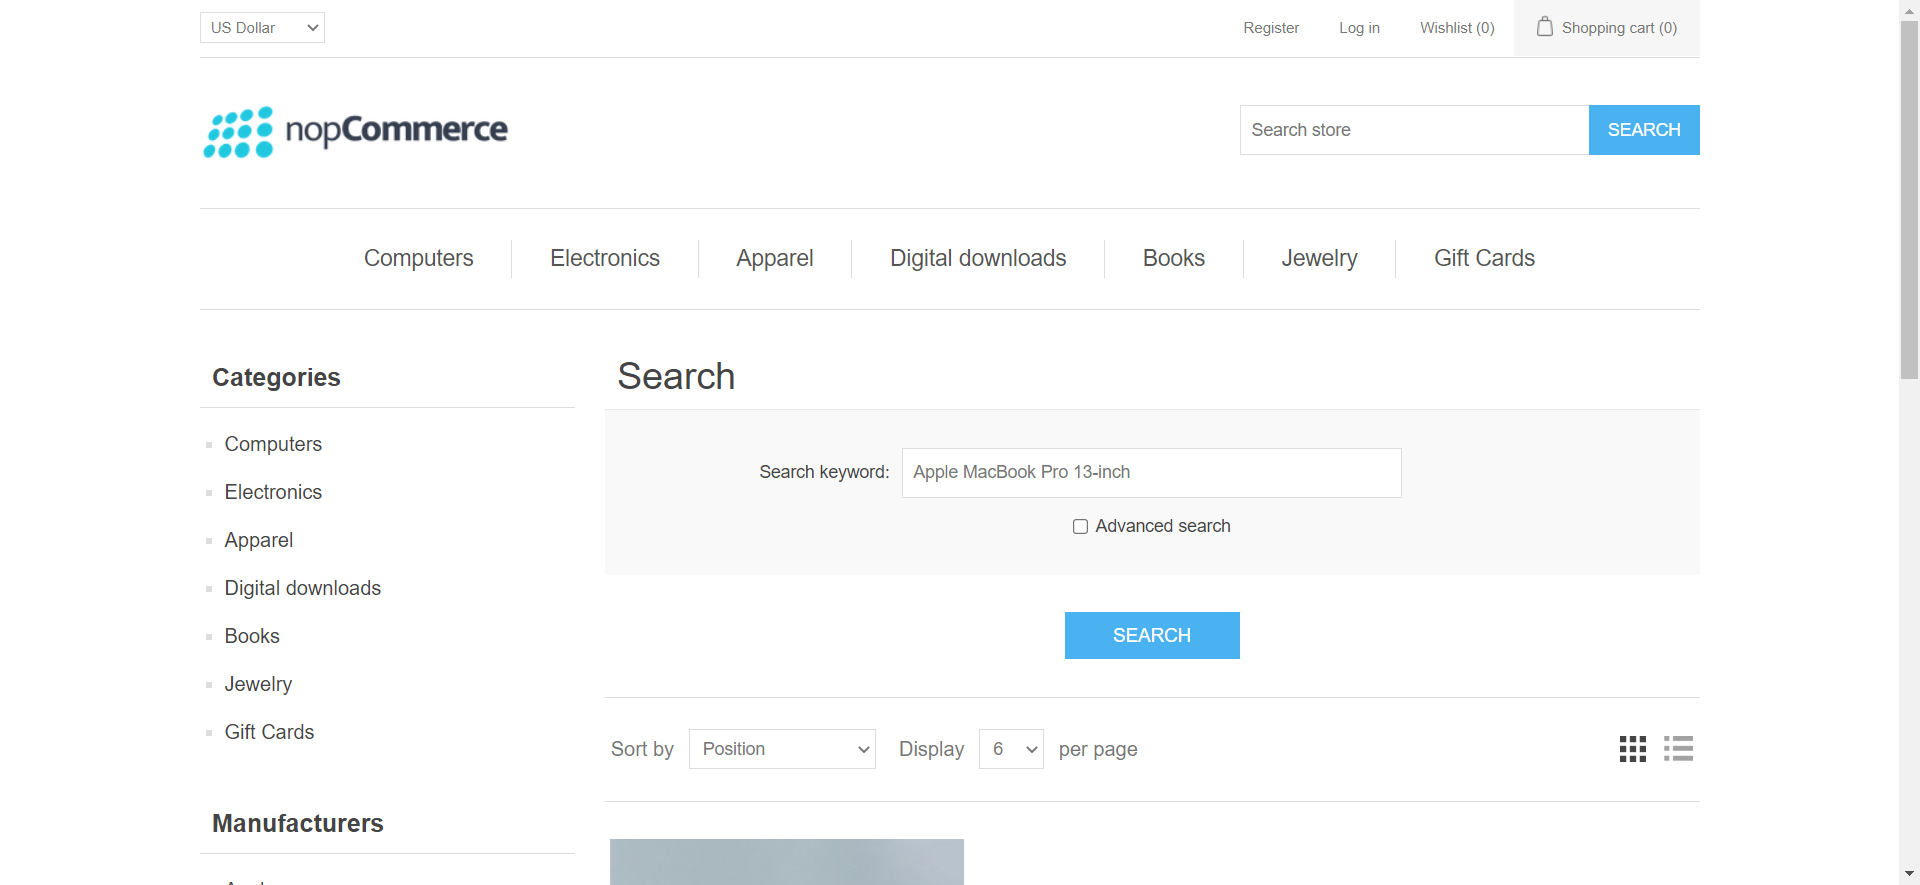 US Dollar
Register
Log in
Wishlist (0)
Shopping cart (0)
nopCommerce
Search store
SEARCH
Computers
Electronics
Apparel
Digital downloads
Books
Jewelry
Gift Cards
Categories
Computers
Electronics
Apparel
Digital downloads
Books
Jewelry
Gift Cards
Manufacturers
Search
Search keyword:
Apple MacBook Pro 13-inch
Advanced search
SEARCH
Sort by
Position
Display
6
per page